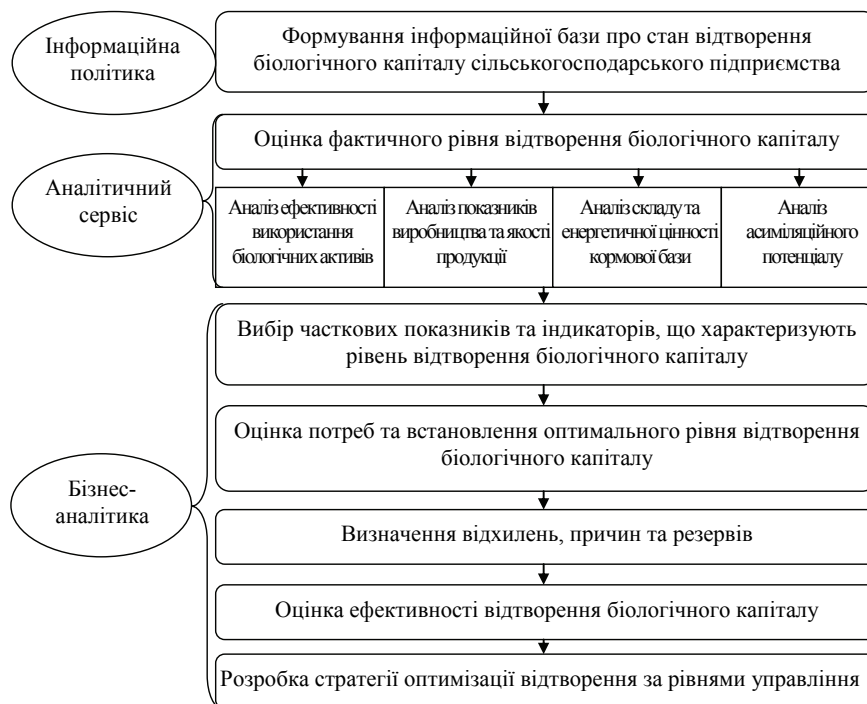 Інформаційна
політика
Формування інформаційної бази про стан відтворення
біологічного капіталу сільськогосподарського підприємства
Аналітичний
сервіс
Оцінка фактичного рівня відтворення біологічного капіталу
Аналіз ефективності
використання
біологічних активів
Аналіз показників
виробництва та якості
продукції
Аналіз складу та
енергетичної цінності
кормової бази
Аналіз
асиміляційного
потенціалу
Бізнес-
аналітика
Вибір часткових показників та індикаторів, що характеризують
рівень відтворення біологічного капіталу
Оцінка потреб та встановлення оптимального рівня відтворення
біологічного капіталу
Визначення відхилень, причин та резервів
Оцінка ефективності відтворення біологічного капіталу
Розробка стратегії оптимізації відтворення за рівнями управління